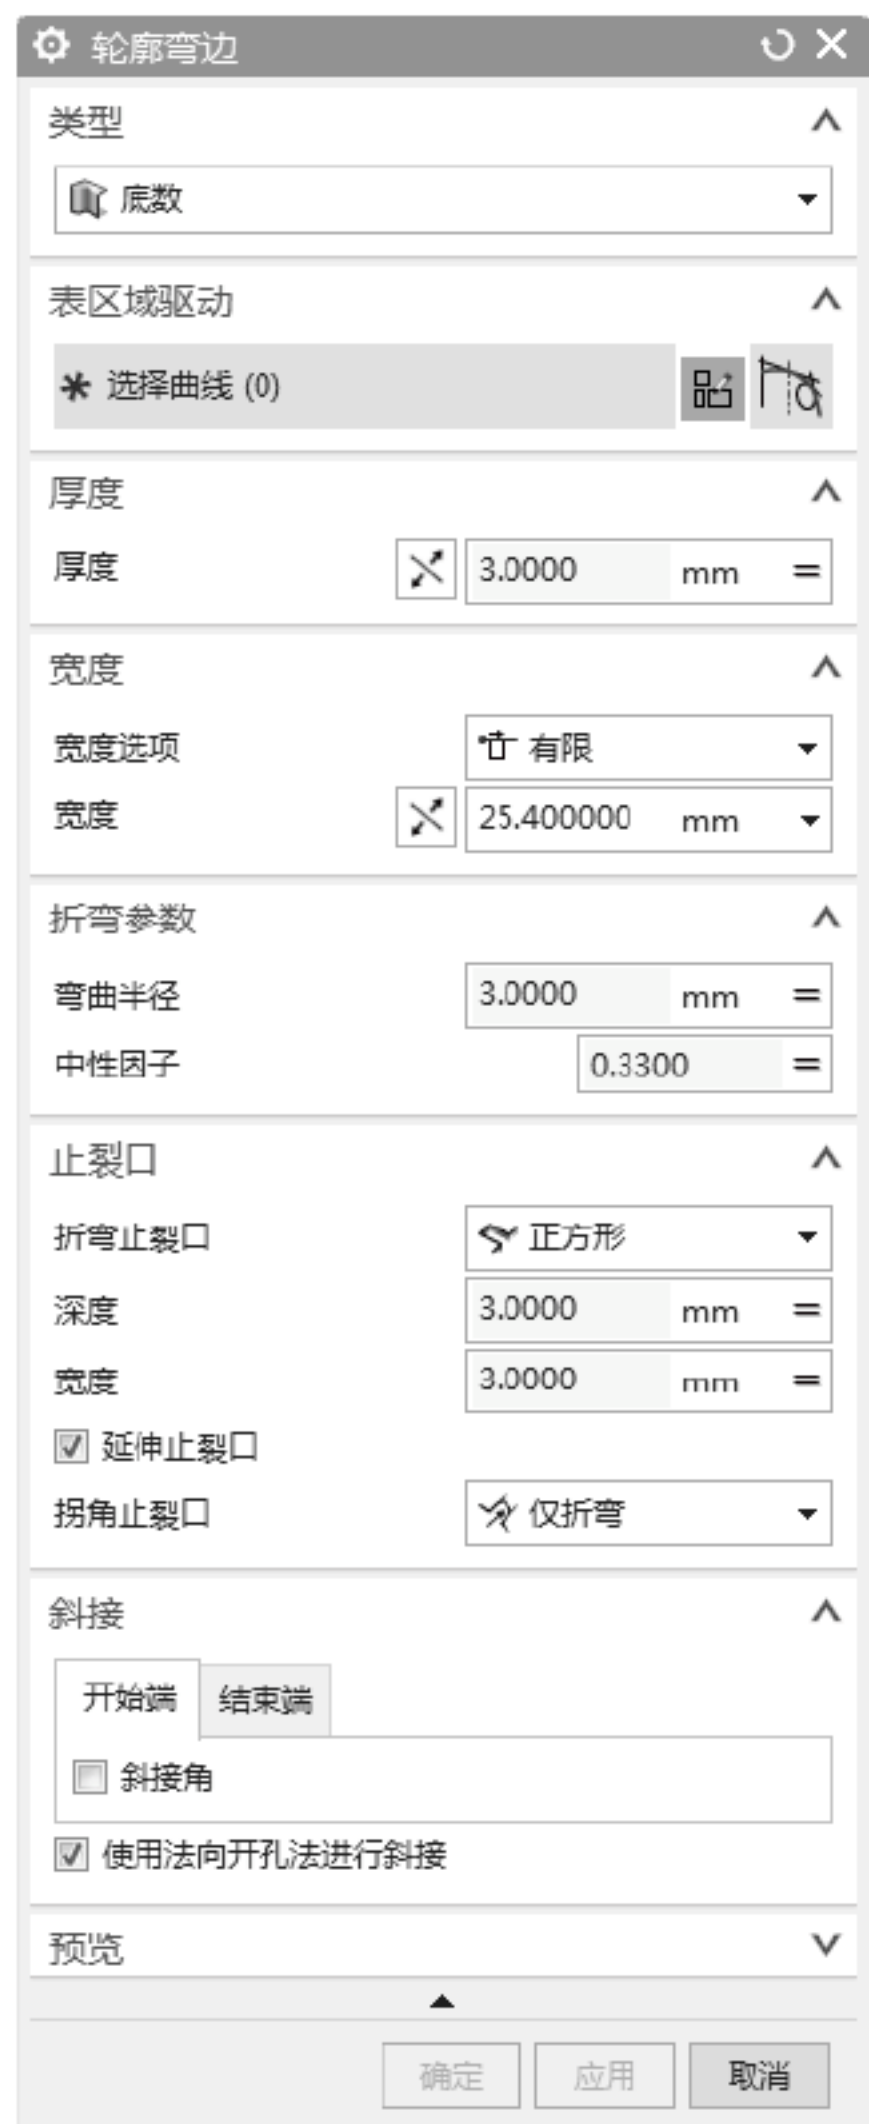 轮廓弯边
类型
底数
表区域驱动
* 选择曲线 (0)
厚度
厚度 3.0000 mm =
宽度
宽度选项 有限
宽度 25.400000 mm
折弯参数
弯曲半径 3.0000 mm =
中性因子 0.3300 =
止裂口
折弯止裂口 正方形
深度 3.0000 mm =
宽度 3.0000 mm =
延伸止裂口
拐角止裂口 仅折弯
斜接
开始端 结束端
斜接角
使用法向开孔法进行斜接
预览
确定 应用 取消